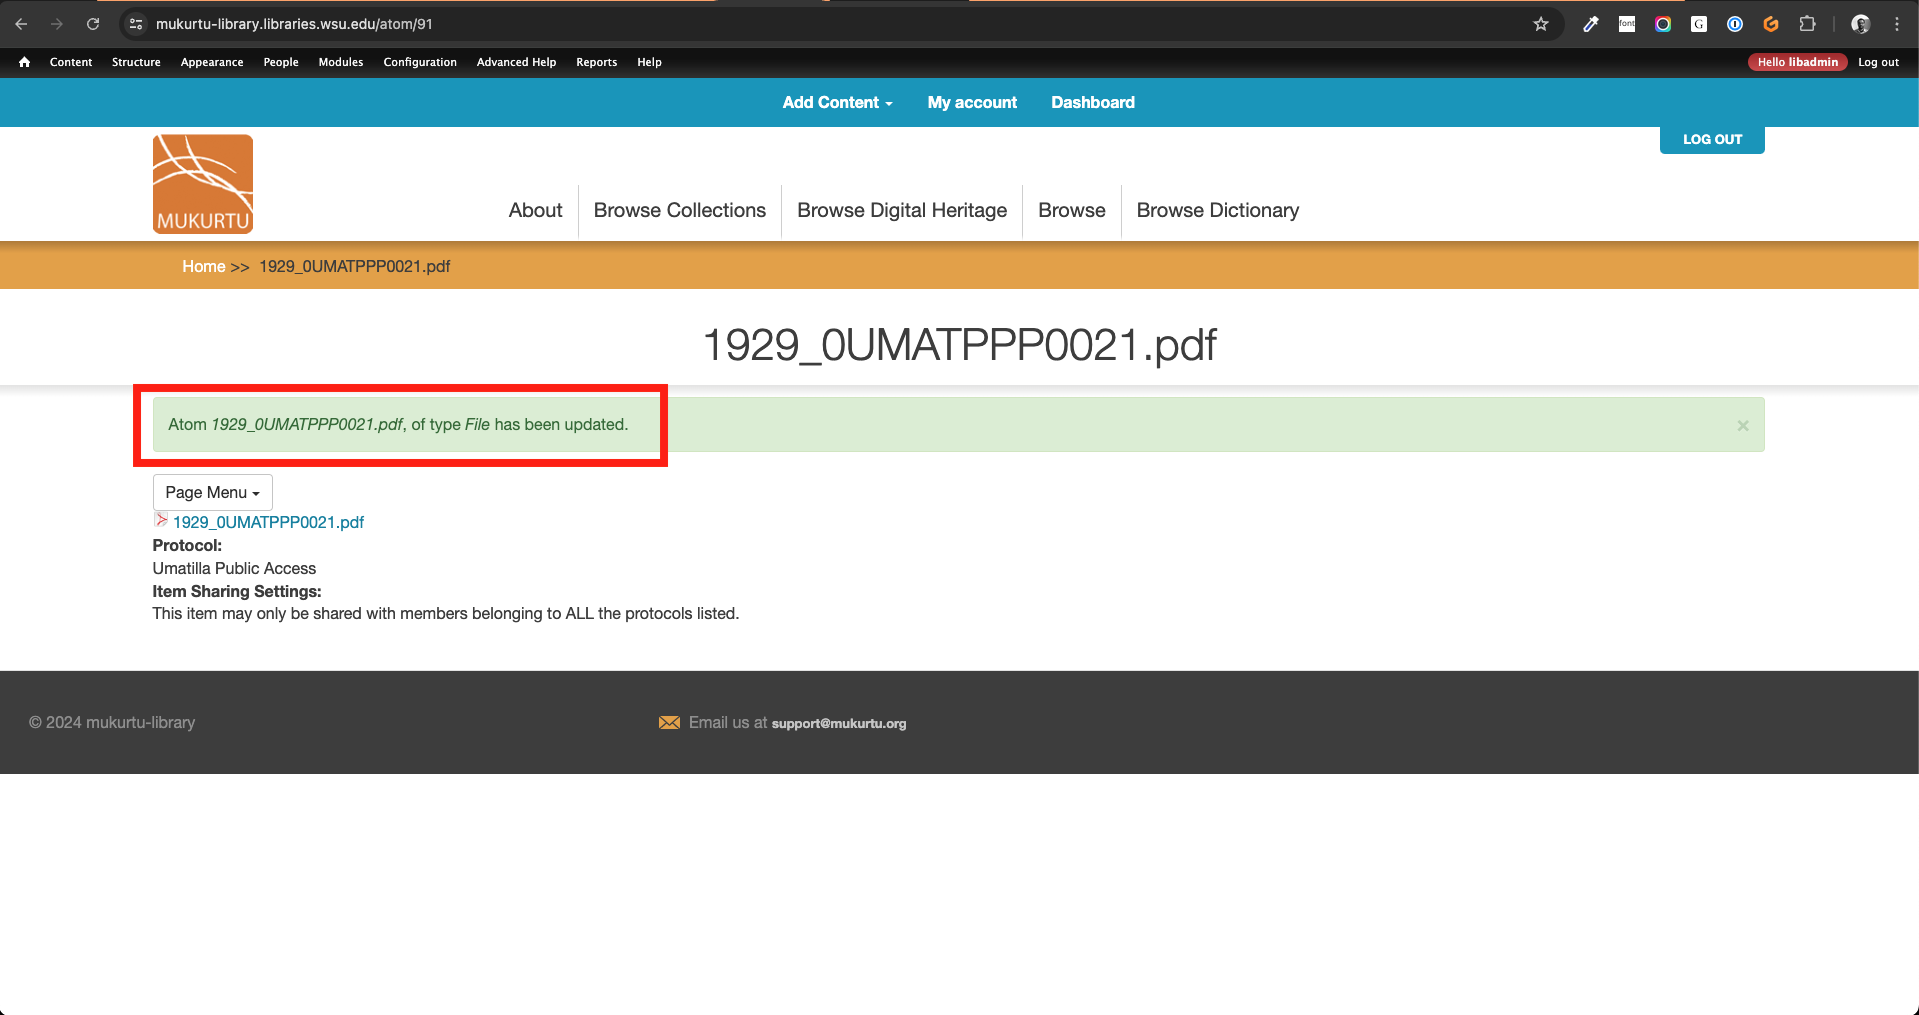 mukurtu-library.libraries.wsu.edu/atom/91
font
G
Content Structure Appearance People Modules Configuration Advanced Help Reports Help Hello libadmin Log out
Add Content My account Dashboard
LOG OUT
MUKURTU
About Browse Collections Browse Digital Heritage Browse Browse Dictionary
Home >> 1929_0UMATPPP0021.pdf
1929_0UMATPPP0021.pdf
Atom 1929_0UMATPPP0021.pdf, of type File has been updated.
×
Page Menu
1929_0UMATPPP0021.pdf
Protocol:
Umatilla Public Access
Item Sharing Settings:
This item may only be shared with members belonging to ALL the protocols listed.
© 2024 mukurtu-library
Email us at support@mukurtu.org